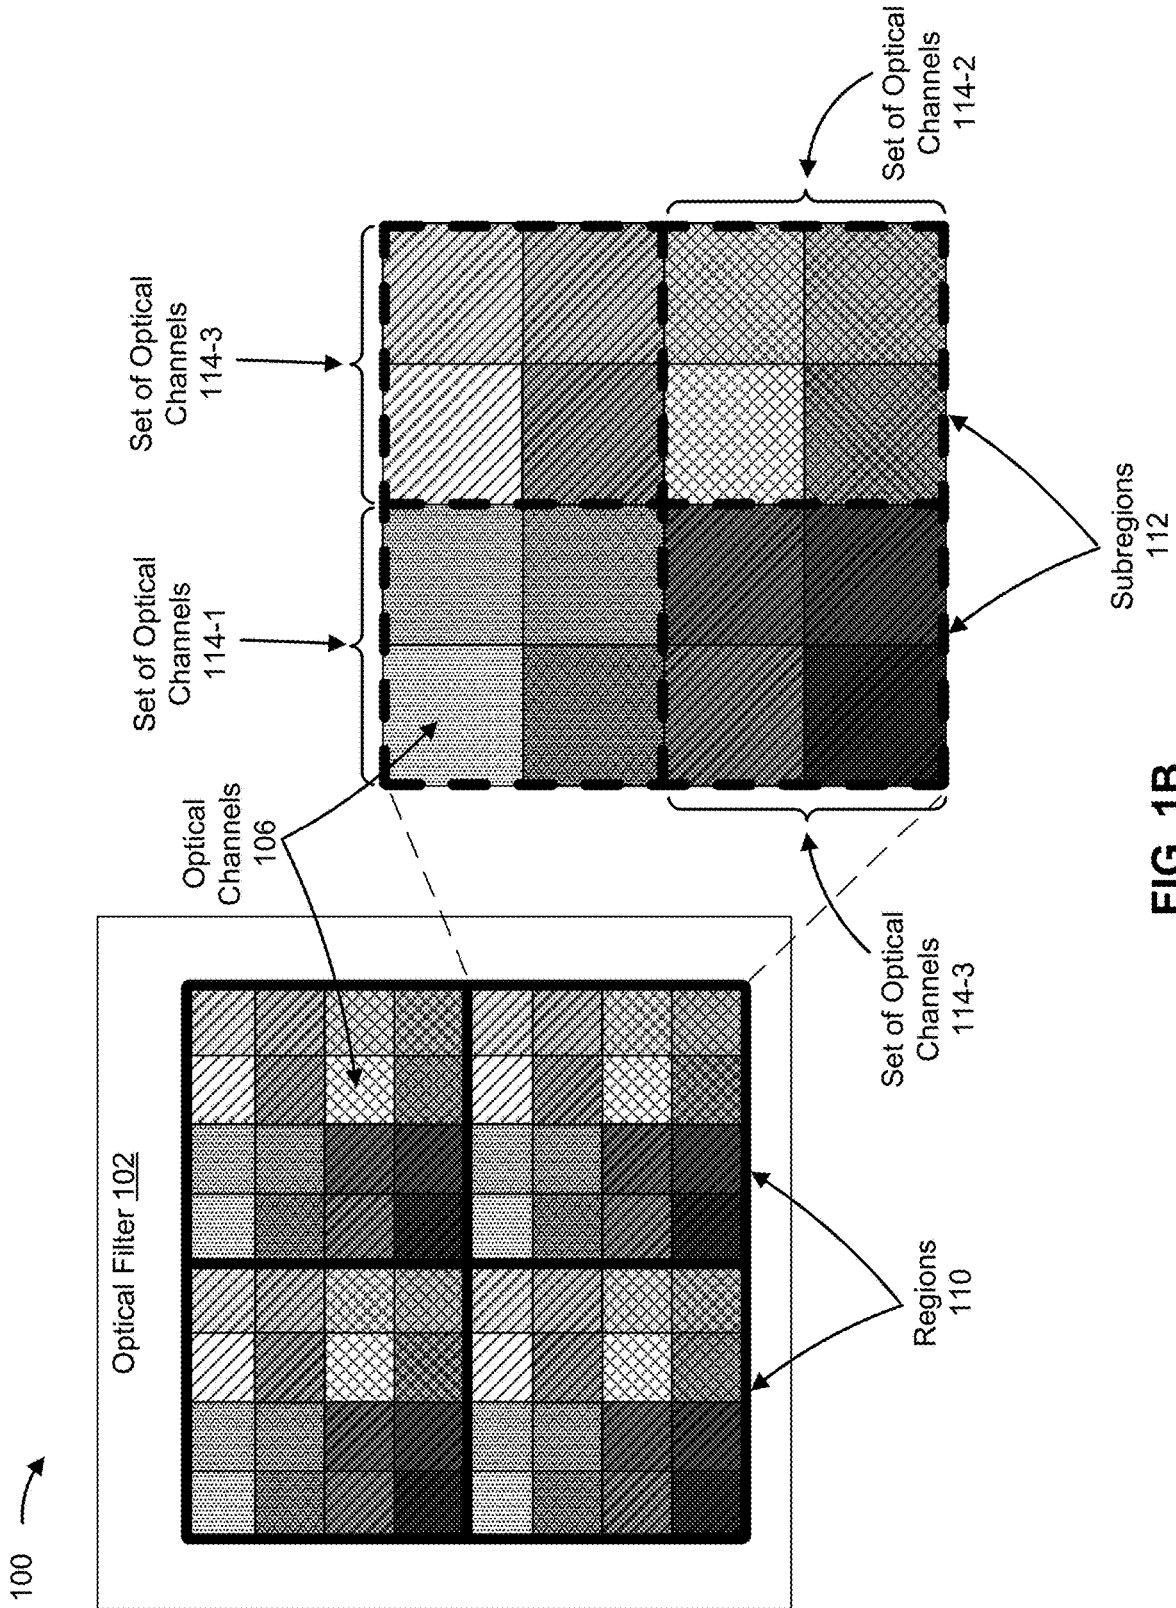 100
Optical Filter 102
Optical
Channels
106
Set of Optical
Channels
114-1
Set of Optical
Channels
114-3
Set of Optical
Channels
114-3
Set of Optical
Channels
114-2
Regions
110
Subregions
112
FIG. 1B